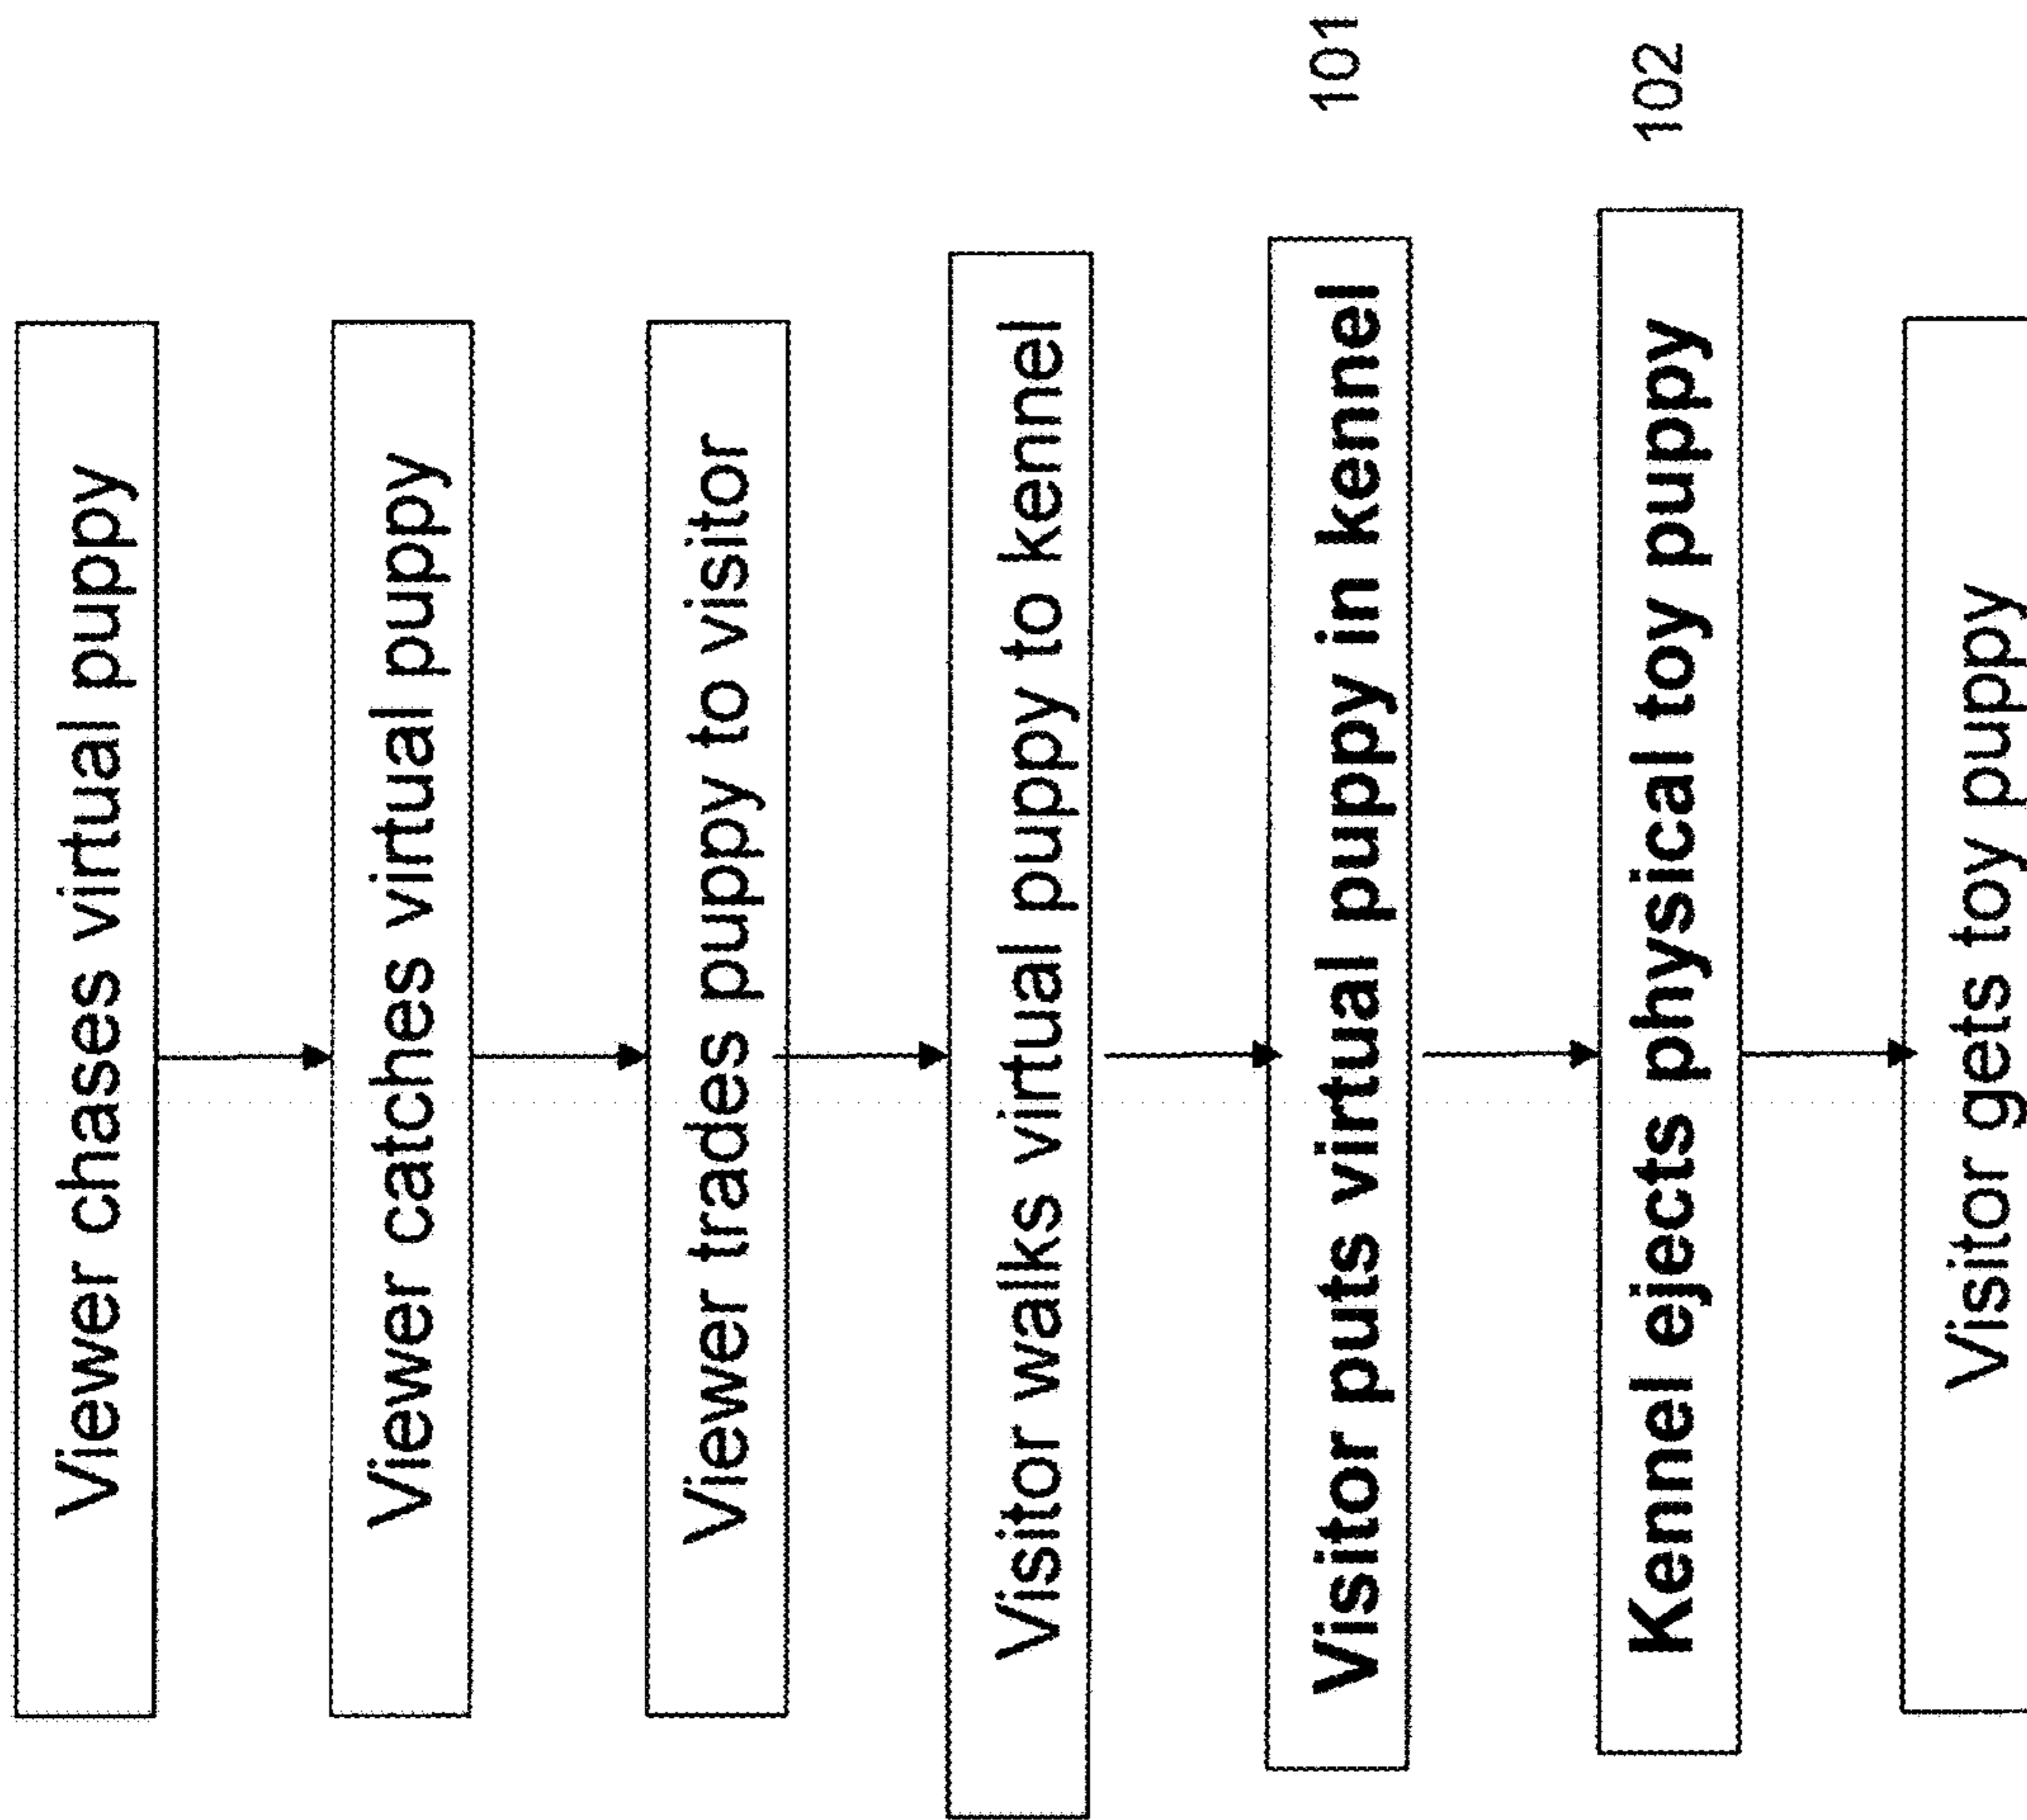 Viewer chases virtual puppy
Viewer catches virtual puppy
Viewer trades puppy to visitor
Visitor walks virtual puppy to kennel
Visitor puts virtual puppy in kennel
101
Kennel ejects physical toy puppy
102
Visitor gets toy puppy